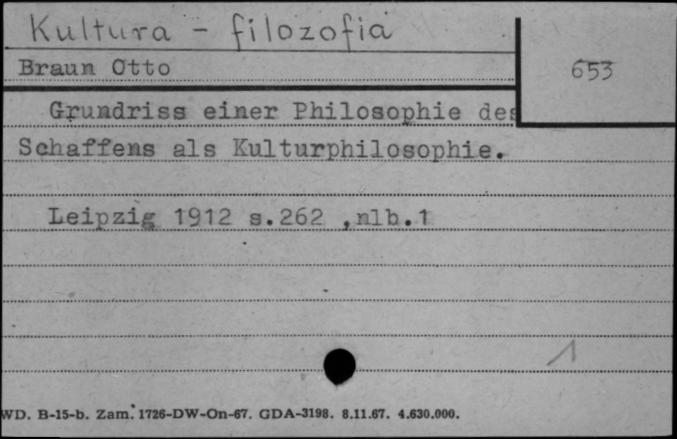 Kultura - filozofia
Braun Otto
653
Grundriss einer Philosophie des
Schaffens als Kulturphilosophie.
Leipzig 1912 s.262 ,nlb.1
1
WD. B-15-b. Zam. 1726-DW-On-67. GDA-3198. 8.11.67. 4.630.000.